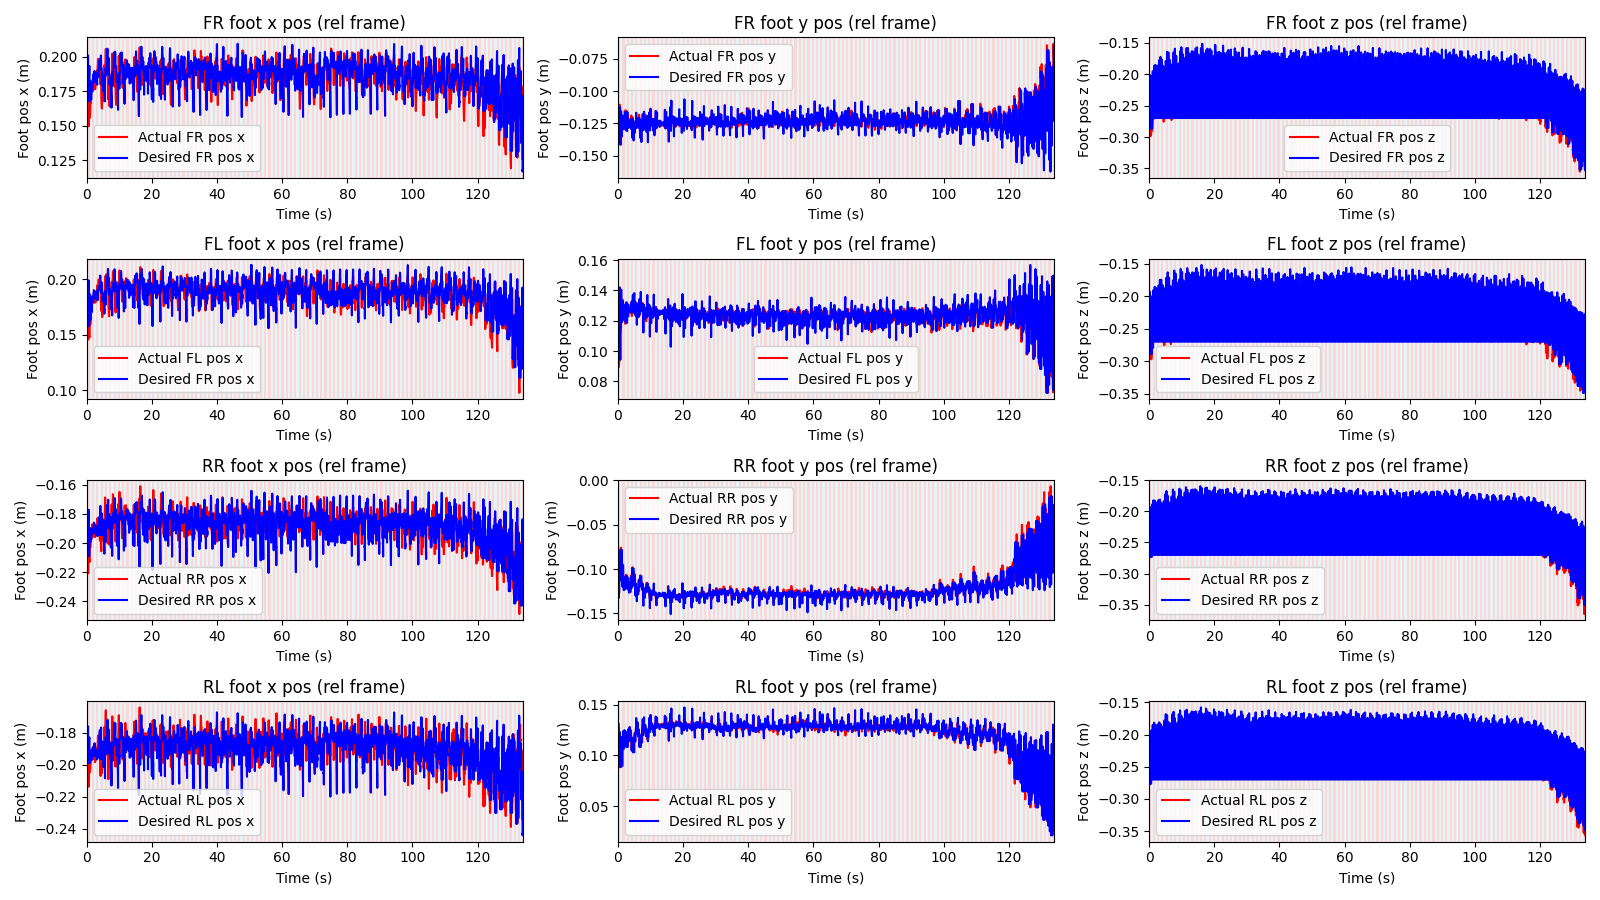 FR foot x pos (rel frame)
Foot pos x (m)
0.200
0.175
0.150
0.125
Actual FR pos x
Desired FR pos x
0 20 40 60 80 100 120
Time (s)
FR foot y pos (rel frame)
Foot pos y (m)
−0.075
−0.100
−0.125
−0.150
Actual FR pos y
Desired FR pos y
0 20 40 60 80 100 120
Time (s)
FR foot z pos (rel frame)
Foot pos z (m)
−0.15
−0.20
−0.25
−0.30
−0.35
Actual FR pos z
Desired FR pos z
0 20 40 60 80 100 120
Time (s)
FL foot x pos (rel frame)
Foot pos x (m)
0.20
0.15
0.10
Actual FL pos x
Desired FR pos x
0 20 40 60 80 100 120
Time (s)
FL foot y pos (rel frame)
Foot pos y (m)
0.16
0.14
0.12
0.10
0.08
Actual FL pos y
Desired FL pos y
0 20 40 60 80 100 120
Time (s)
FL foot z pos (rel frame)
Foot pos z (m)
−0.15
−0.20
−0.25
−0.30
−0.35
Actual FL pos z
Desired FL pos z
0 20 40 60 80 100 120
Time (s)
RR foot x pos (rel frame)
Foot pos x (m)
−0.16
−0.18
−0.20
−0.22
−0.24
Actual RR pos x
Desired RR pos x
0 20 40 60 80 100 120
Time (s)
RR foot y pos (rel frame)
Foot pos y (m)
0.00
−0.05
−0.10
−0.15
Actual RR pos y
Desired RR pos y
0 20 40 60 80 100 120
Time (s)
RR foot z pos (rel frame)
Foot pos z (m)
−0.15
−0.20
−0.25
−0.30
−0.35
Actual RR pos z
Desired RR pos z
0 20 40 60 80 100 120
Time (s)
RL foot x pos (rel frame)
Foot pos x (m)
−0.18
−0.20
−0.22
−0.24
Actual RL pos x
Desired RL pos x
0 20 40 60 80 100 120
Time (s)
RL foot y pos (rel frame)
Foot pos y (m)
0.15
0.10
0.05
Actual RL pos y
Desired RL pos y
0 20 40 60 80 100 120
Time (s)
RL foot z pos (rel frame)
Foot pos z (m)
−0.15
−0.20
−0.25
−0.30
−0.35
Actual RL pos z
Desired RL pos z
0 20 40 60 80 100 120
Time (s)